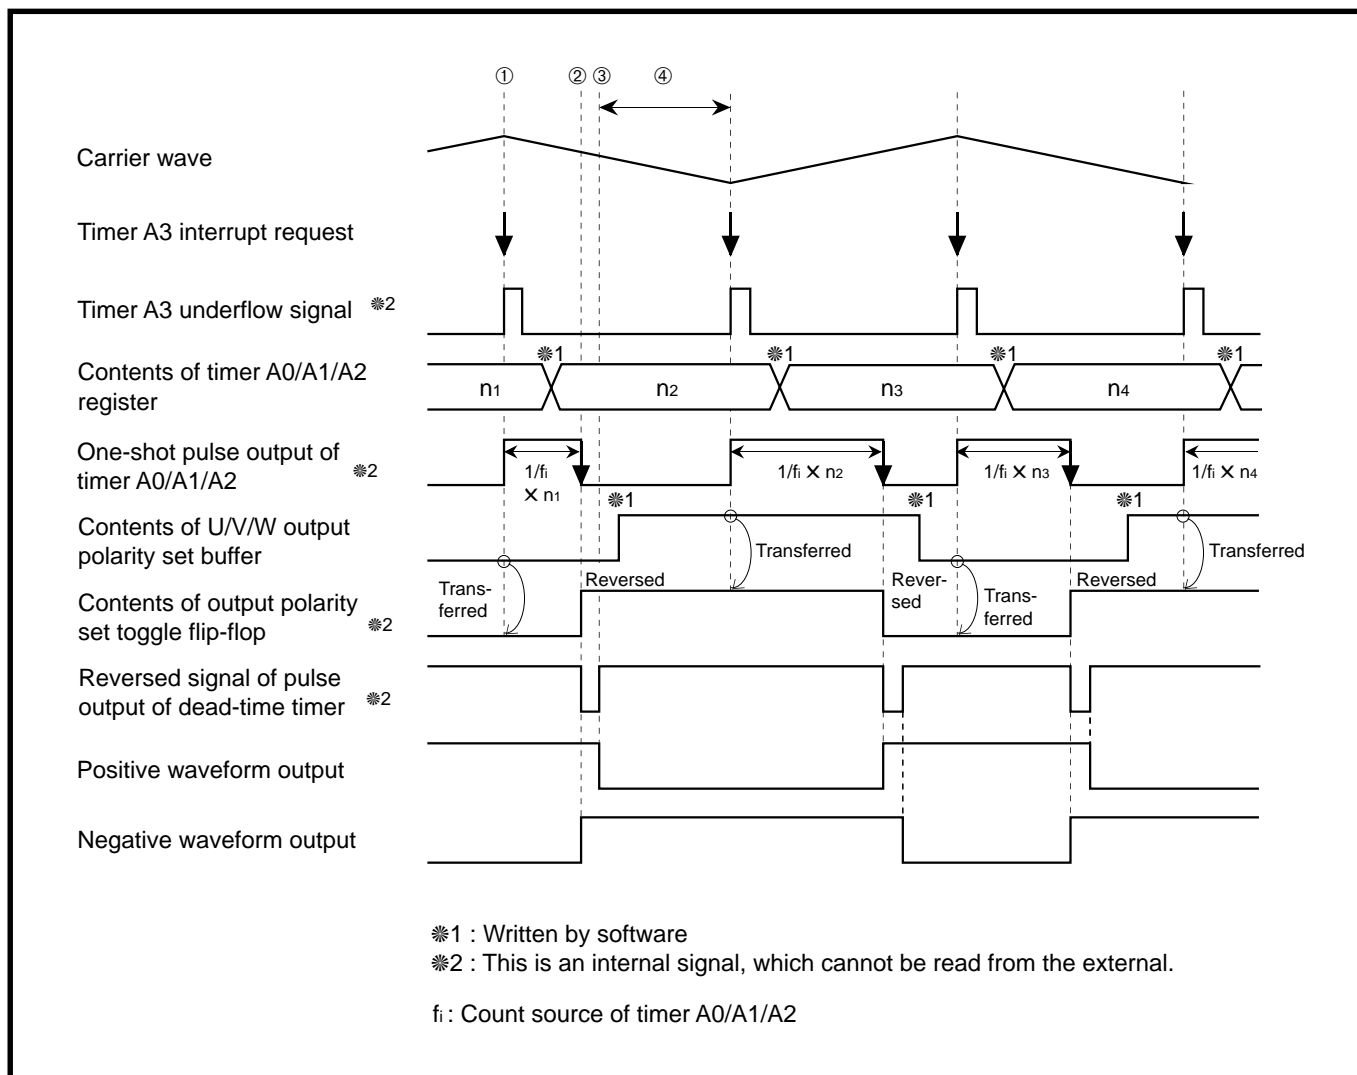 ① ② ③ ④
Carrier wave
Timer A3 interrupt request
Timer A3 underflow signal ※2
※1 ※1 ※1 ※1
Contents of timer A0/A1/A2
register
n1 n2 n3 n4
One-shot pulse output of
timer A0/A1/A2 ※2
1/fi
× n1
1/fi × n2
1/fi × n3
1/fi × n4
※1 ※1 ※1
Contents of U/V/W output
polarity set buffer
Transferred
Transferred
Contents of output polarity
set toggle flip-flop ※2
Trans-
ferred
Reversed
Rever-
sed
Trans-
ferred
Reversed
Reversed signal of pulse
output of dead-time timer ※2
Positive waveform output
Negative waveform output
※1 : Written by software
※2 : This is an internal signal, which cannot be read from the external.
fi : Count source of timer A0/A1/A2